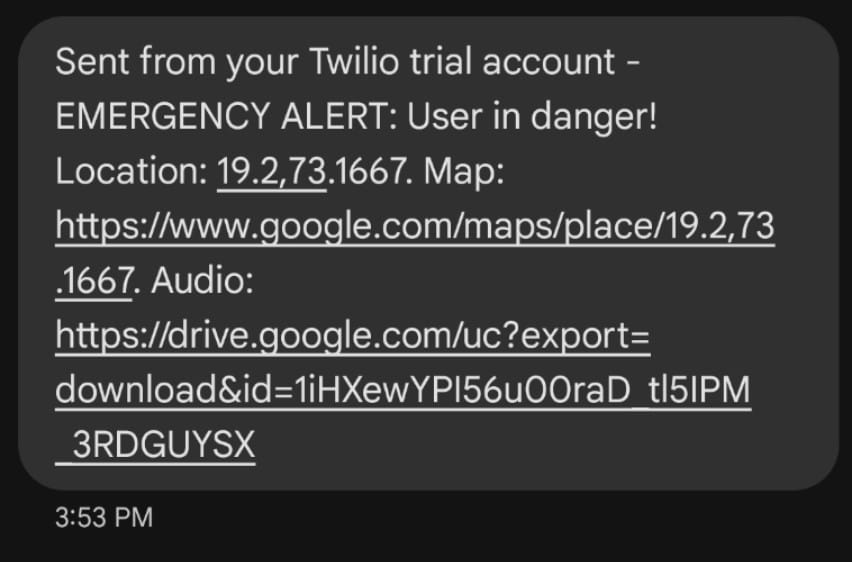 Sent from your Twilio trial account -
EMERGENCY ALERT: User in danger!
Location: 19.2,73.1667. Map:
https://www.google.com/maps/place/19.2,73
.1667. Audio:
https://drive.google.com/uc?export=
download&id=1iHXewYPI56u00raD_tl5IPM
_3RDGUYSX
3:53 PM